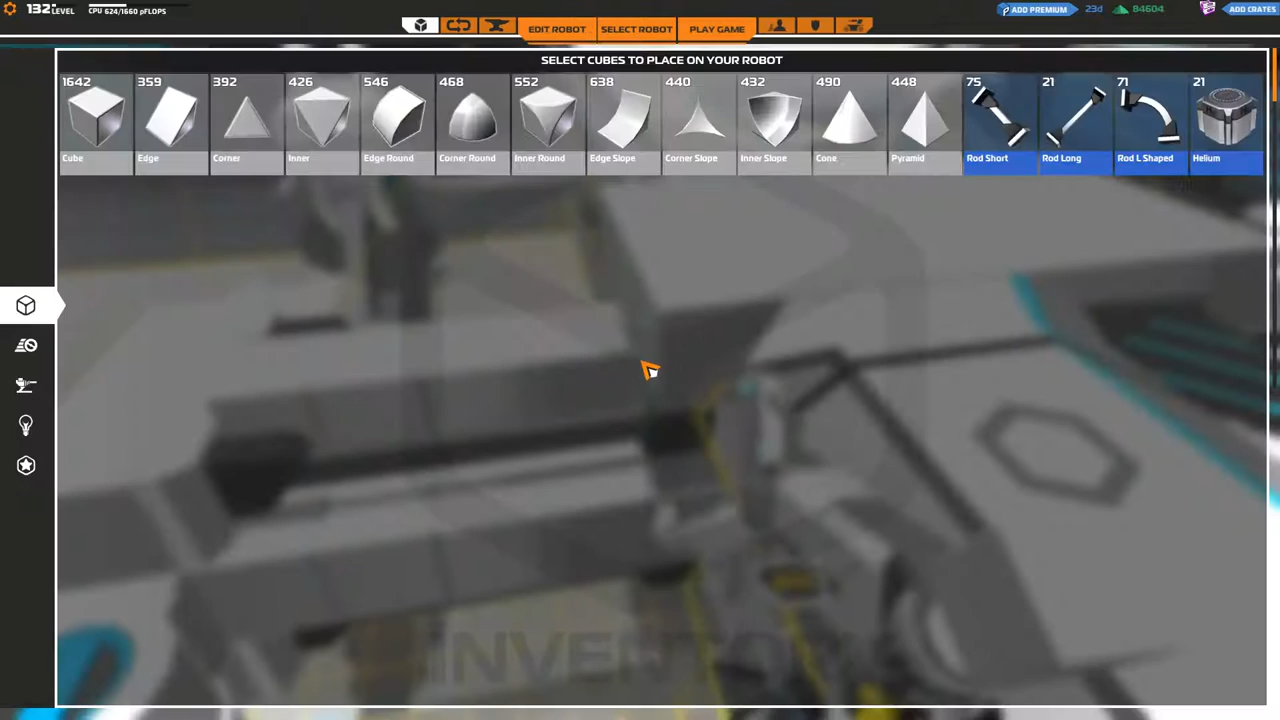 132 LEVEL
CPU 624/1660 pFLOPS
ADD PREMIUM 23d 84604 ADD CRATES
EDIT ROBOT SELECT ROBOT PLAY GAME
SELECT CUBES TO PLACE ON YOUR ROBOT
1642 359 392 426 546 468 552 638 440 432 490 448 75 21 71 21
Cube Edge Corner Inner Edge Round Corner Round Inner Round Edge Slope Corner Slope Inner Slope Cone Pyramid Rod Short Rod Long Rod L Shaped Helium
INVENTORY